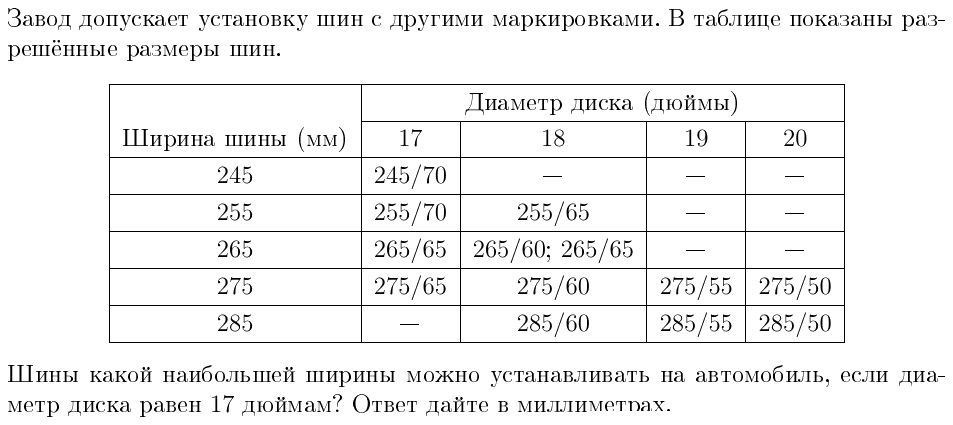 Завод допускает установку шин с другими маркировками. В таблице показаны раз-
решённые размеры шин.
Диаметр диска (дюймы)
Ширина шины (мм) 17 18 19 20
245 245/70 — — —
255 255/70 255/65 — —
265 265/65 265/60; 265/65 — —
275 275/65 275/60 275/55 275/50
285 — 285/60 285/55 285/50
Шины какой наибольшей ширины можно устанавливать на автомобиль, если диа-
метр диска равен 17 дюймам? Ответ дайте в миллиметрах.